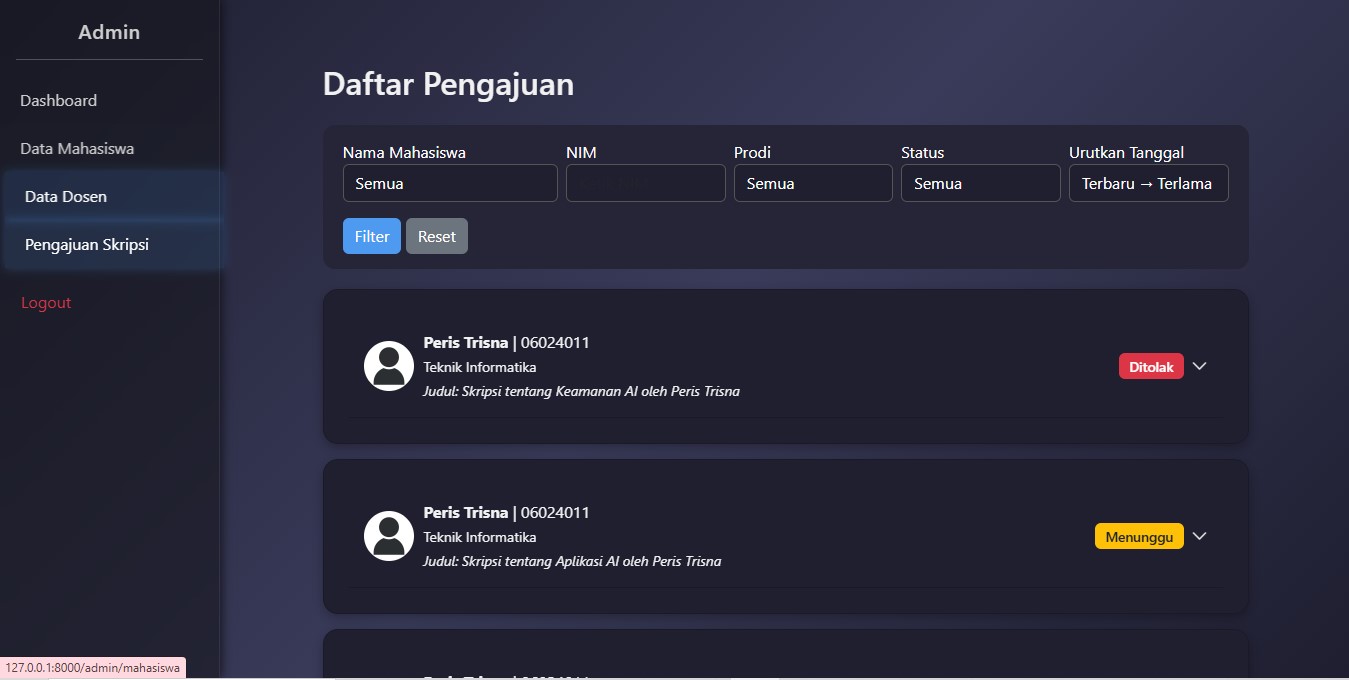 Admin
Dashboard
Data Mahasiswa
Data Dosen
Pengajuan Skripsi
Logout
Daftar Pengajuan
Nama Mahasiswa NIM Prodi Status Urutkan Tanggal
Semua Semua Semua Terbaru → Terlama
Filter Reset
Peris Trisna | 06024011
Teknik Informatika
Judul: Skripsi tentang Keamanan AI oleh Peris Trisna
Ditolak
Peris Trisna | 06024011
Teknik Informatika
Judul: Skripsi tentang Aplikasi AI oleh Peris Trisna
Menunggu
127.0.0.1:8000/admin/mahasiswa